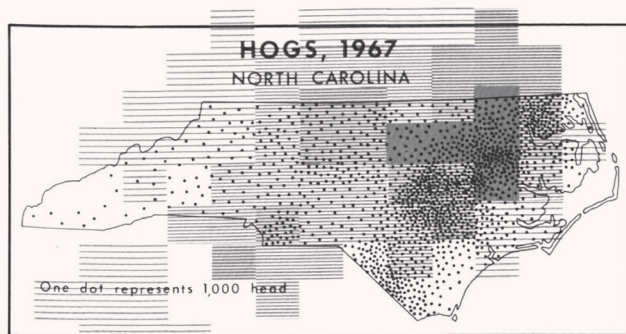 HOGS, 1967
NORTH CAROLINA
One dot represents 1,000 head